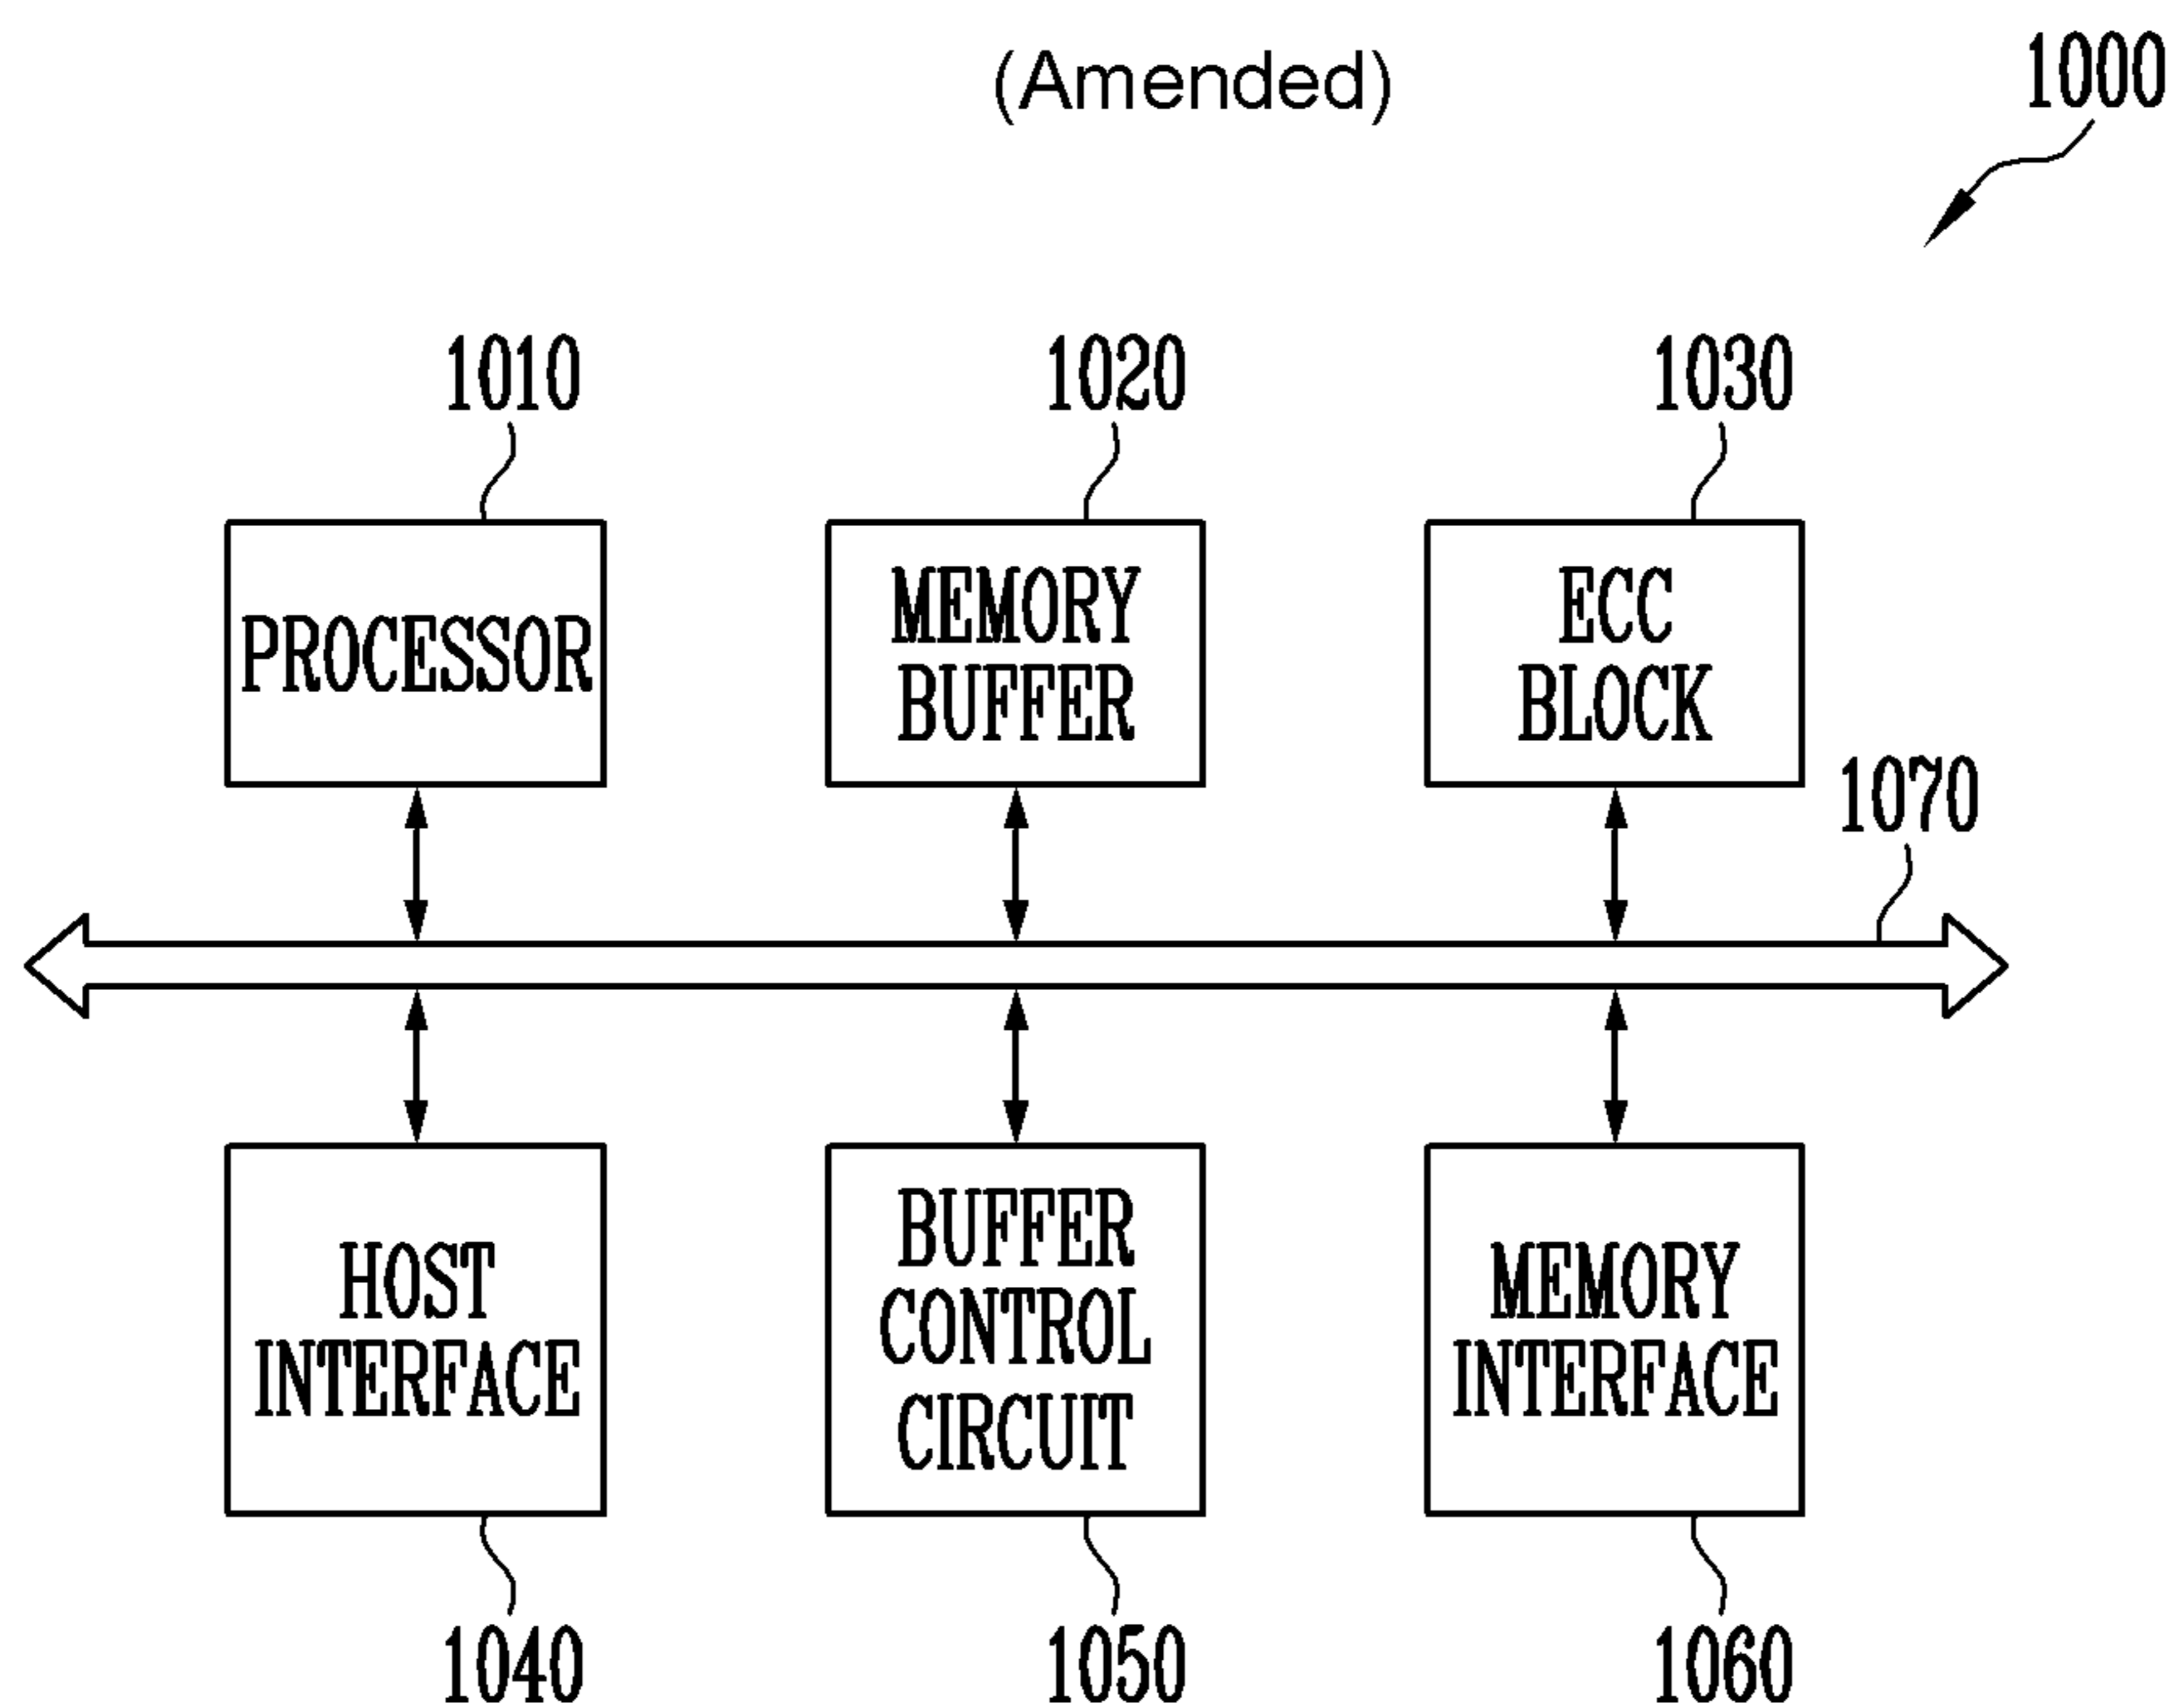 (Amended)
1000
1010
1020
1030
PROCESSOR
MEMORY
BUFFER
ECC
BLOCK
1070
HOST
INTERFACE
BUFFER
CONTROL
CIRCUIT
MEMORY
INTERFACE
1040
1050
1060